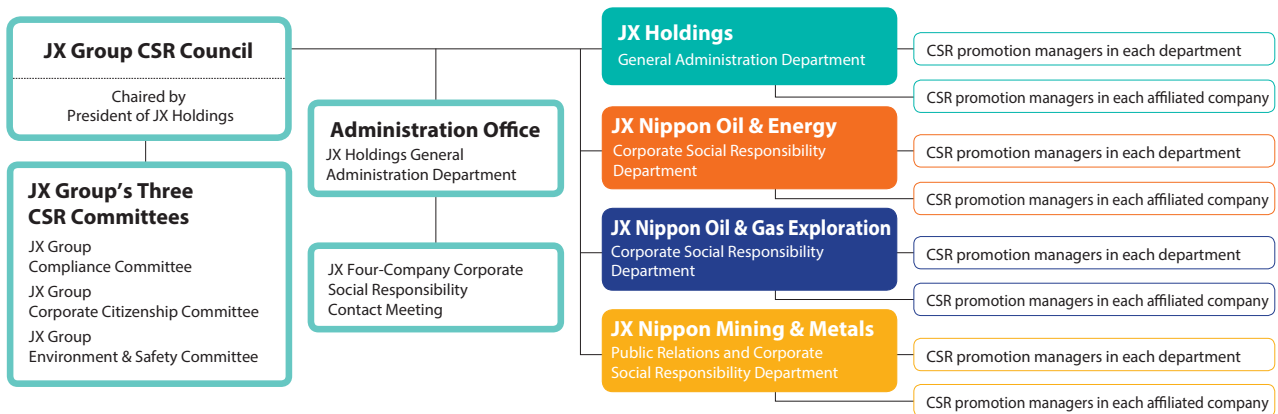 JX Group CSR Council
Chaired by
President of JX Holdings
JX Group's Three
CSR Committees
JX Group
Compliance Committee
JX Group
Corporate Citizenship Committee
JX Group
Environment & Safety Committee
Administration Office
JX Holdings General
Administration Department
JX Four-Company Corporate
Social Responsibility
Contact Meeting
JX Holdings
General Administration Department
CSR promotion managers in each department
CSR promotion managers in each affiliated company
JX Nippon Oil & Energy
Corporate Social Responsibility
Department
CSR promotion managers in each department
CSR promotion managers in each affiliated company
JX Nippon Oil & Gas Exploration
Corporate Social Responsibility
Department
CSR promotion managers in each department
CSR promotion managers in each affiliated company
JX Nippon Mining & Metals
Public Relations and Corporate
Social Responsibility Department
CSR promotion managers in each department
CSR promotion managers in each affiliated company